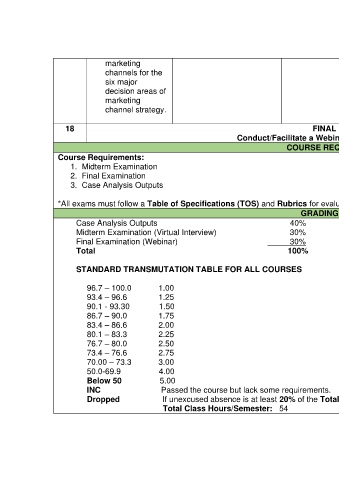 marketing
channels for the
six major
decision areas of
marketing
channel strategy.
18 FINAL
Conduct/Facilitate a Webin
COURSE REQ
Course Requirements:
1. Midterm Examination
2. Final Examination
3. Case Analysis Outputs
*All exams must follow a Table of Specifications (TOS) and Rubrics for evalu
GRADING
Case Analysis Outputs 40%
Midterm Examination (Virtual Interview) 30%
Final Examination (Webinar) 30%
Total 100%
STANDARD TRANSMUTATION TABLE FOR ALL COURSES
96.7 – 100.0 1.00
93.4 – 96.6 1.25
90.1 - 93.30 1.50
86.7 – 90.0 1.75
83.4 – 86.6 2.00
80.1 – 83.3 2.25
76.7 – 80.0 2.50
73.4 – 76.6 2.75
70.00 – 73.3 3.00
50.0-69.9 4.00
Below 50 5.00
INC Passed the course but lack some requirements.
Dropped If unexcused absence is at least 20% of the Total
Total Class Hours/Semester: 54